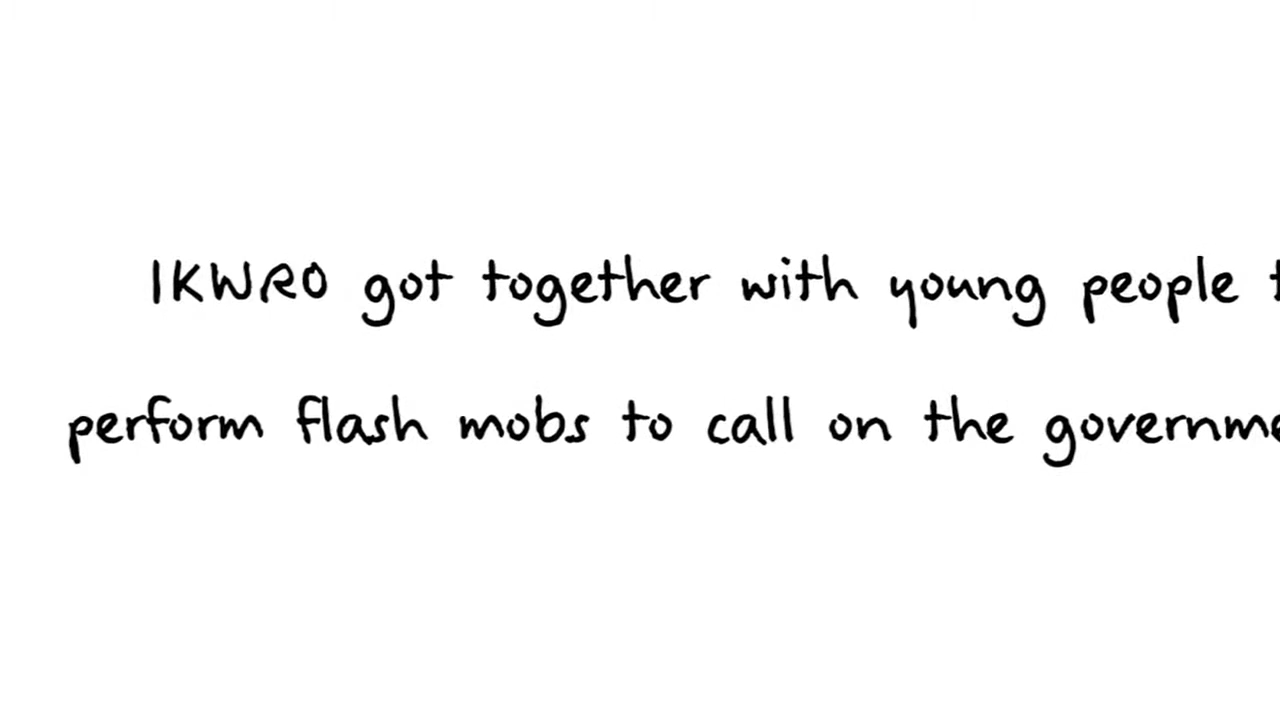 IKWRO got together with young people t
perform flash mobs to call on the governme